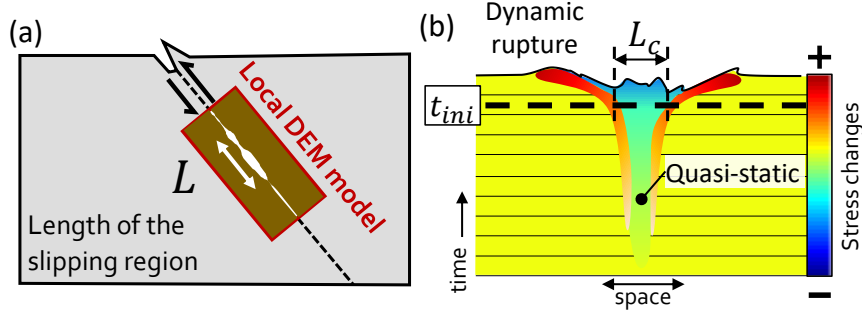 (a)
L
Local DEM model
Length of the
slipping region
(b)
Dynamic
rupture
L_c
t_ini
Quasi-static
time
space
+
Stress changes
−